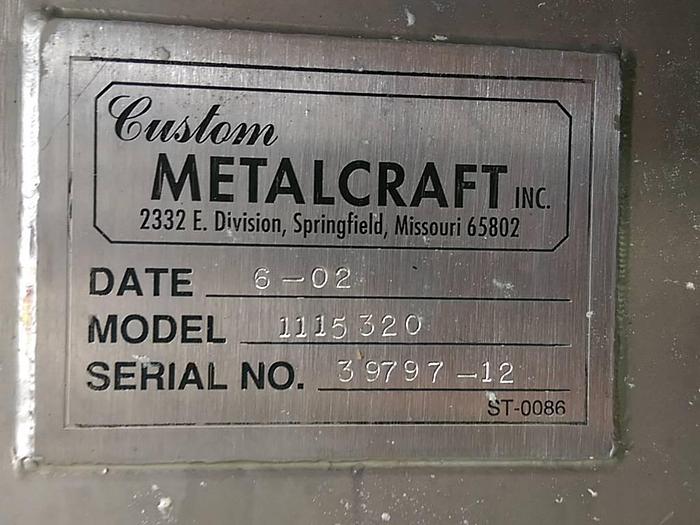 Custom
METALCRAFT INC.
2332 E. Division, Springfield, Missouri 65802
DATE 6-02
MODEL 1115320
SERIAL NO. 39797-12
ST-0086